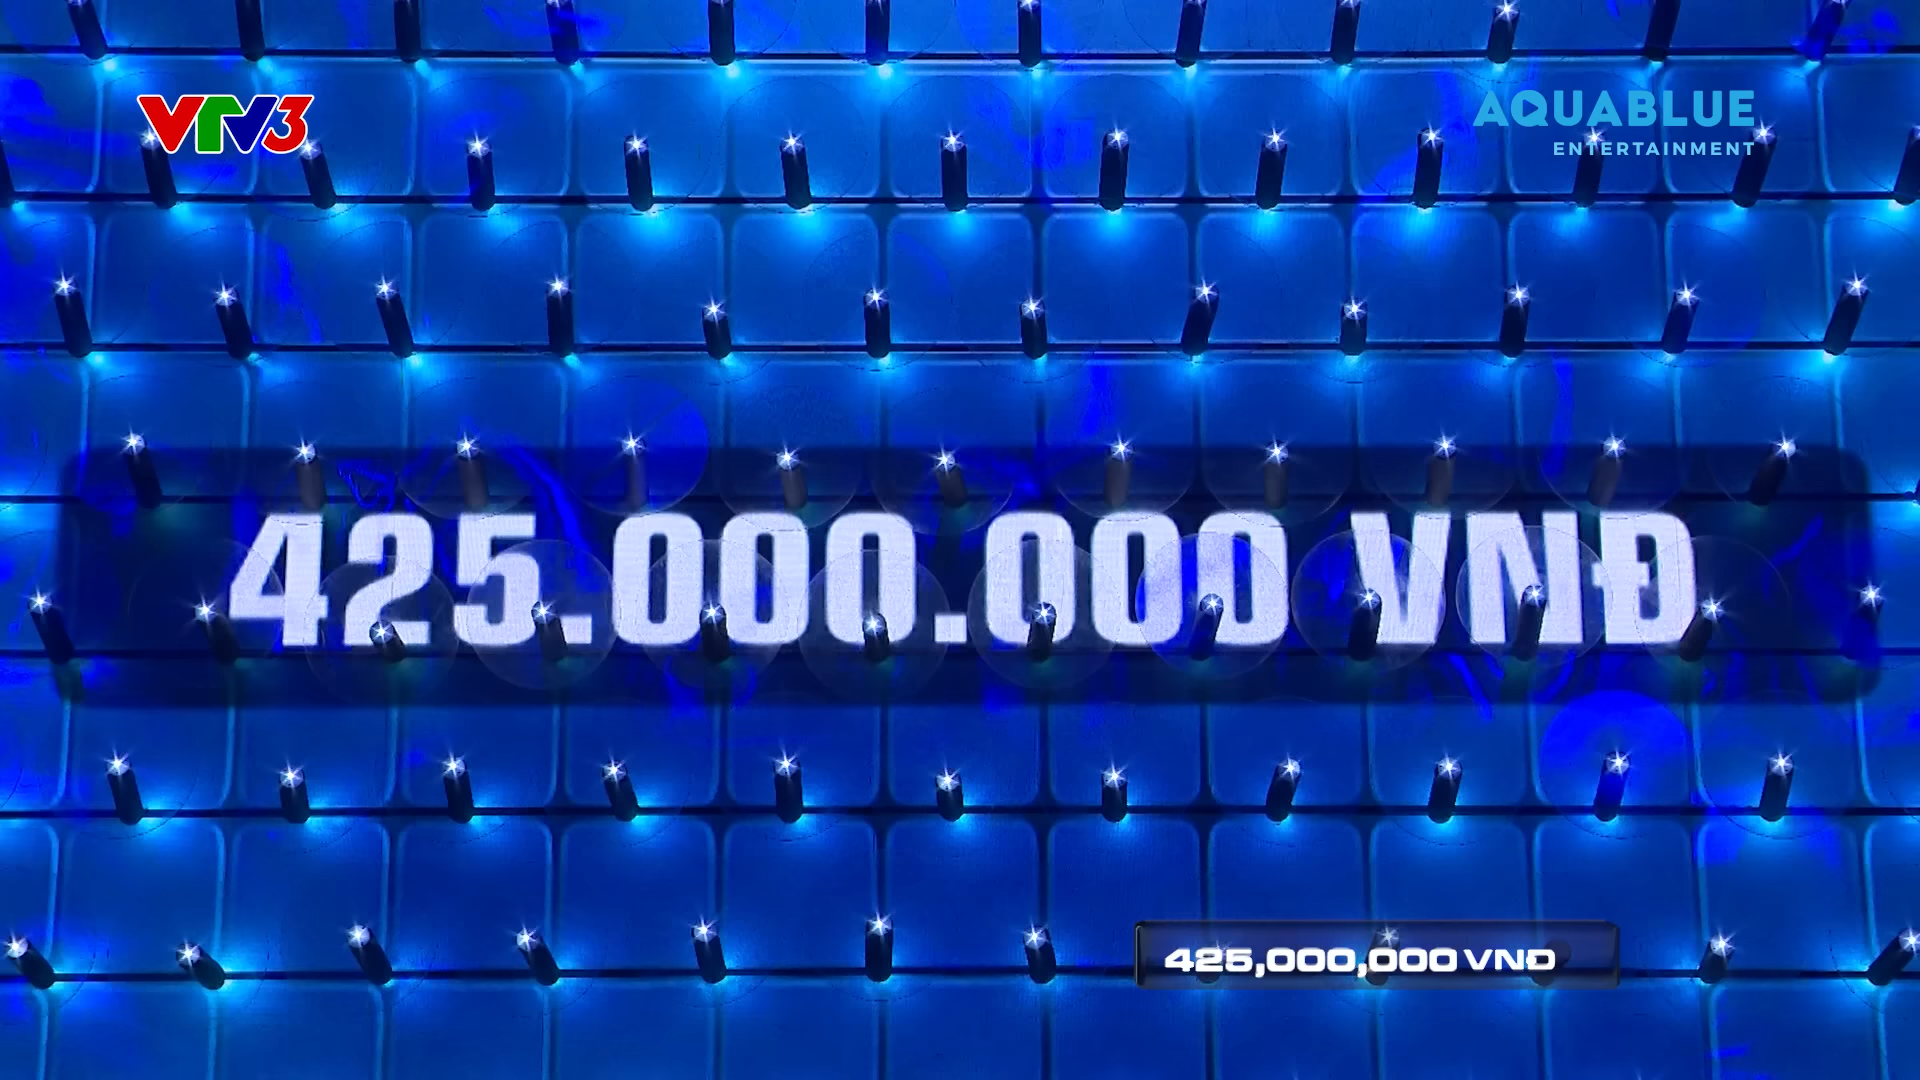 VTV3
AQUABLUE
ENTERTAINMENT
425.000.000 VNĐ
425,000,000 VNĐ